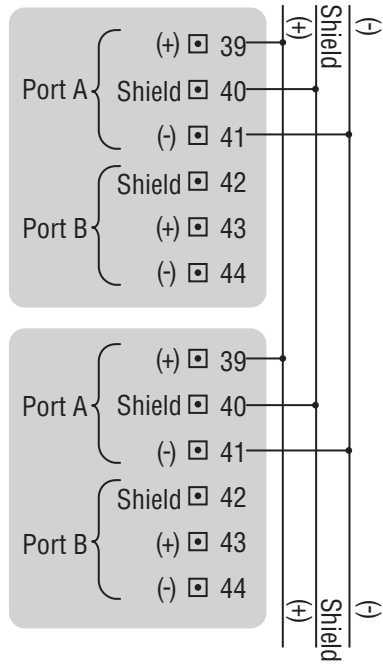 (+) Shield (-)
(+) 39
Port A Shield 40
(-) 41
Shield 42
Port B (+) 43
(-) 44
(+) 39
Port A Shield 40
(-) 41
Shield 42
Port B (+) 43
(-) 44
(+) Shield (-)